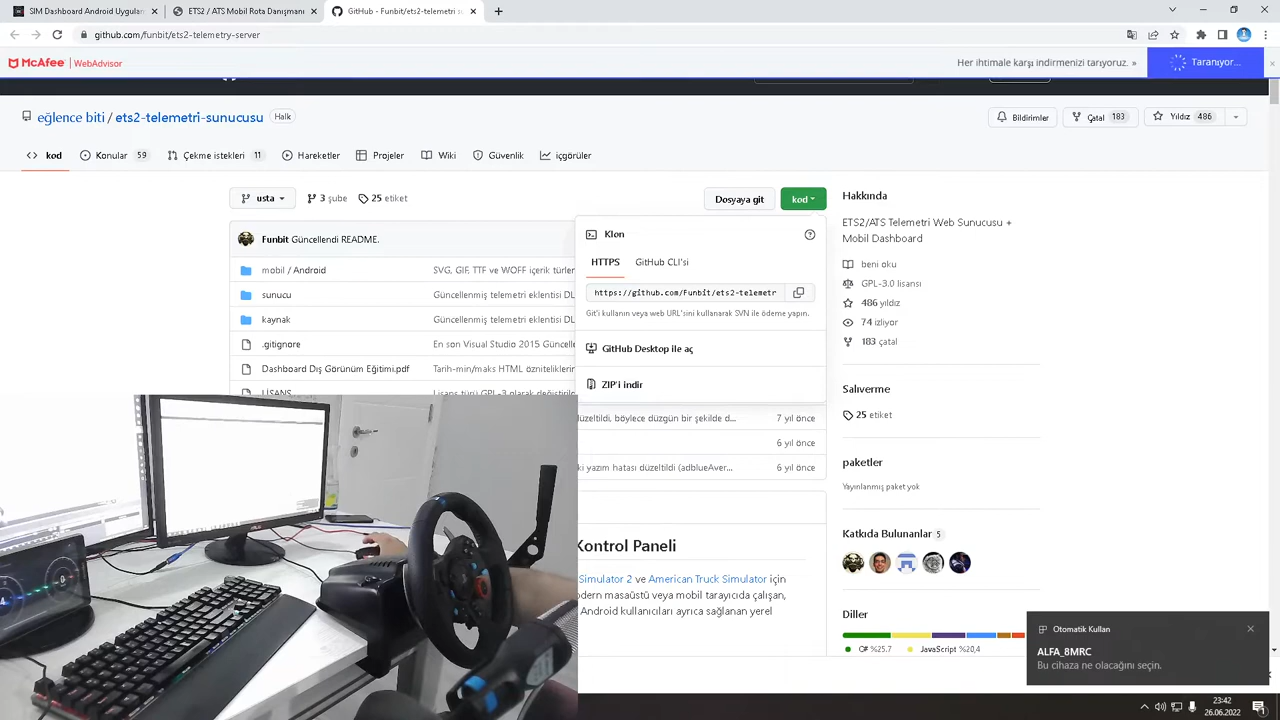 SIM Dashboard Android Uygulan
ETS2 / ATS Mobil Rota Danışmanı
GitHub - Funbit/ets2-telemetri su
github.com/funbit/ets2-telemetry-server
McAfee | WebAdvisor
Her ihtimale karşı indirmenizi tarıyoruz. »
Taranıyor...
eğlence biti / ets2-telemetri-sunucusu
Halk
Bildirimler
Çatal 183
Yıldız 486
kod
Konular 59
Çekme istekleri 11
Hareketler
Projeler
Wiki
Güvenlik
içgörüler
usta
3 şube
25 etiket
Dosyaya git
kod
Funbit Güncellendi README.
mobil / Android
SVG, GIF, TTF ve WOFF içerik türler
sunucu
Güncellenmiş telemetri eklentisi DL
kaynak
Güncellenmiş telemetri eklentisi DL
.gitignore
En son Visual Studio 2015 Güncelle
Dashboard Dış Görünüm Eğitimi.pdf
Tarih-min/maks HTML özniteliklerin
LİSANS
Klon
HTTPS
GitHub CLI'si
https://github.com/Funbit/ets2-telemetr
Git'i kullanın veya web URL'sini kullanarak SVN ile ödeme yapın.
GitHub Desktop ile aç
ZIP'i indir
düzeltildi, böylece düzgün bir şekilde d...
7 yıl önce
6 yıl önce
ki yazım hatası düzeltildi (adblueAver...
6 yıl önce
Kontrol Paneli
Simulator 2 ve American Truck Simulator için
odern masaüstü veya mobil tarayıcıda çalışan,
Android kullanıcıları ayrıca sağlanan yerel
Hakkında
ETS2/ATS Telemetri Web Sunucusu +
Mobil Dashboard
beni oku
GPL-3.0 lisansı
486 yıldız
74 izliyor
183 çatal
Salıverme
25 etiket
paketler
Yayınlanmış paket yok
Katkıda Bulunanlar 5
Diller
C# %25.7
JavaScript %20,4
Otomatik Kullan
ALFA_8MRC
Bu cihaza ne olacağını seçin.
23:42
26.06.2022